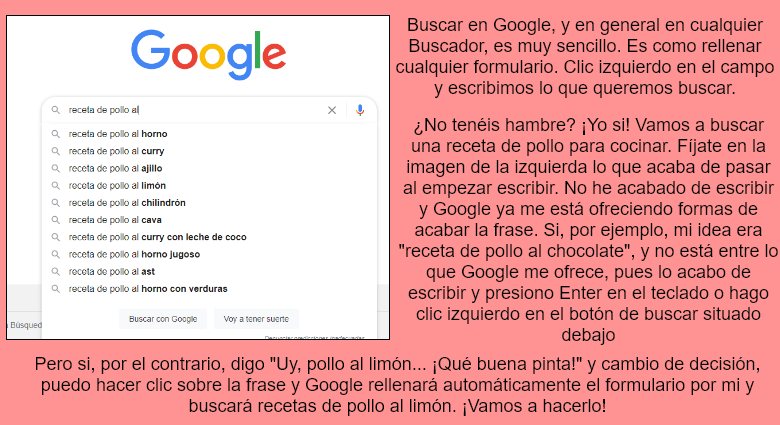 Google
receta de pollo al
receta de pollo al horno
receta de pollo al curry
receta de pollo al ajillo
receta de pollo al limón
receta de pollo al chilindrón
receta de pollo al cava
receta de pollo al curry con leche de coco
receta de pollo al horno jugoso
receta de pollo al ast
receta de pollo al horno con verduras
Buscar con Google
Voy a tener suerte
Búsqued
Denunciar predicciones inadecuadas
Buscar en Google, y en general en cualquier
Buscador, es muy sencillo. Es como rellenar
cualquier formulario. Clic izquierdo en el campo
y escribimos lo que queremos buscar.
¿No tenéis hambre? ¡Yo si! Vamos a buscar
una receta de pollo para cocinar. Fíjate en la
imagen de la izquierda lo que acaba de pasar
al empezar escribir. No he acabado de escribir
y Google ya me está ofreciendo formas de
acabar la frase. Si, por ejemplo, mi idea era
"receta de pollo al chocolate", y no está entre lo
que Google me ofrece, pues lo acabo de
escribir y presiono Enter en el teclado o hago
clic izquierdo en el botón de buscar situado
debajo
Pero si, por el contrario, digo "Uy, pollo al limón... ¡Qué buena pinta!" y cambio de decisión,
puedo hacer clic sobre la frase y Google rellenará automáticamente el formulario por mi y
buscará recetas de pollo al limón. ¡Vamos a hacerlo!